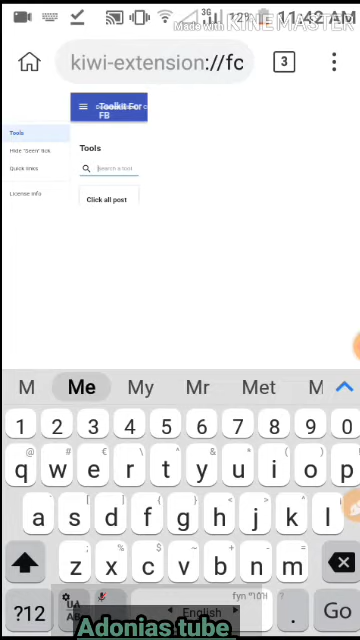 3G 12% 11:42 AM
Made with KINEMASTER
kiwi-extension://fc 3
Toolkit For
FB
Tools
Hide "Seen" tick
Quick links
License info
Tools
Search a tool
Click all post
M Me My Mr Met M
1 2 3 4 5 6 7 8 9 0
@ # € \ ^ & ( )
q w e r t y u i o p
a s d f g h j k l
z x c v b n m
?12 English . Go
Adonias tube